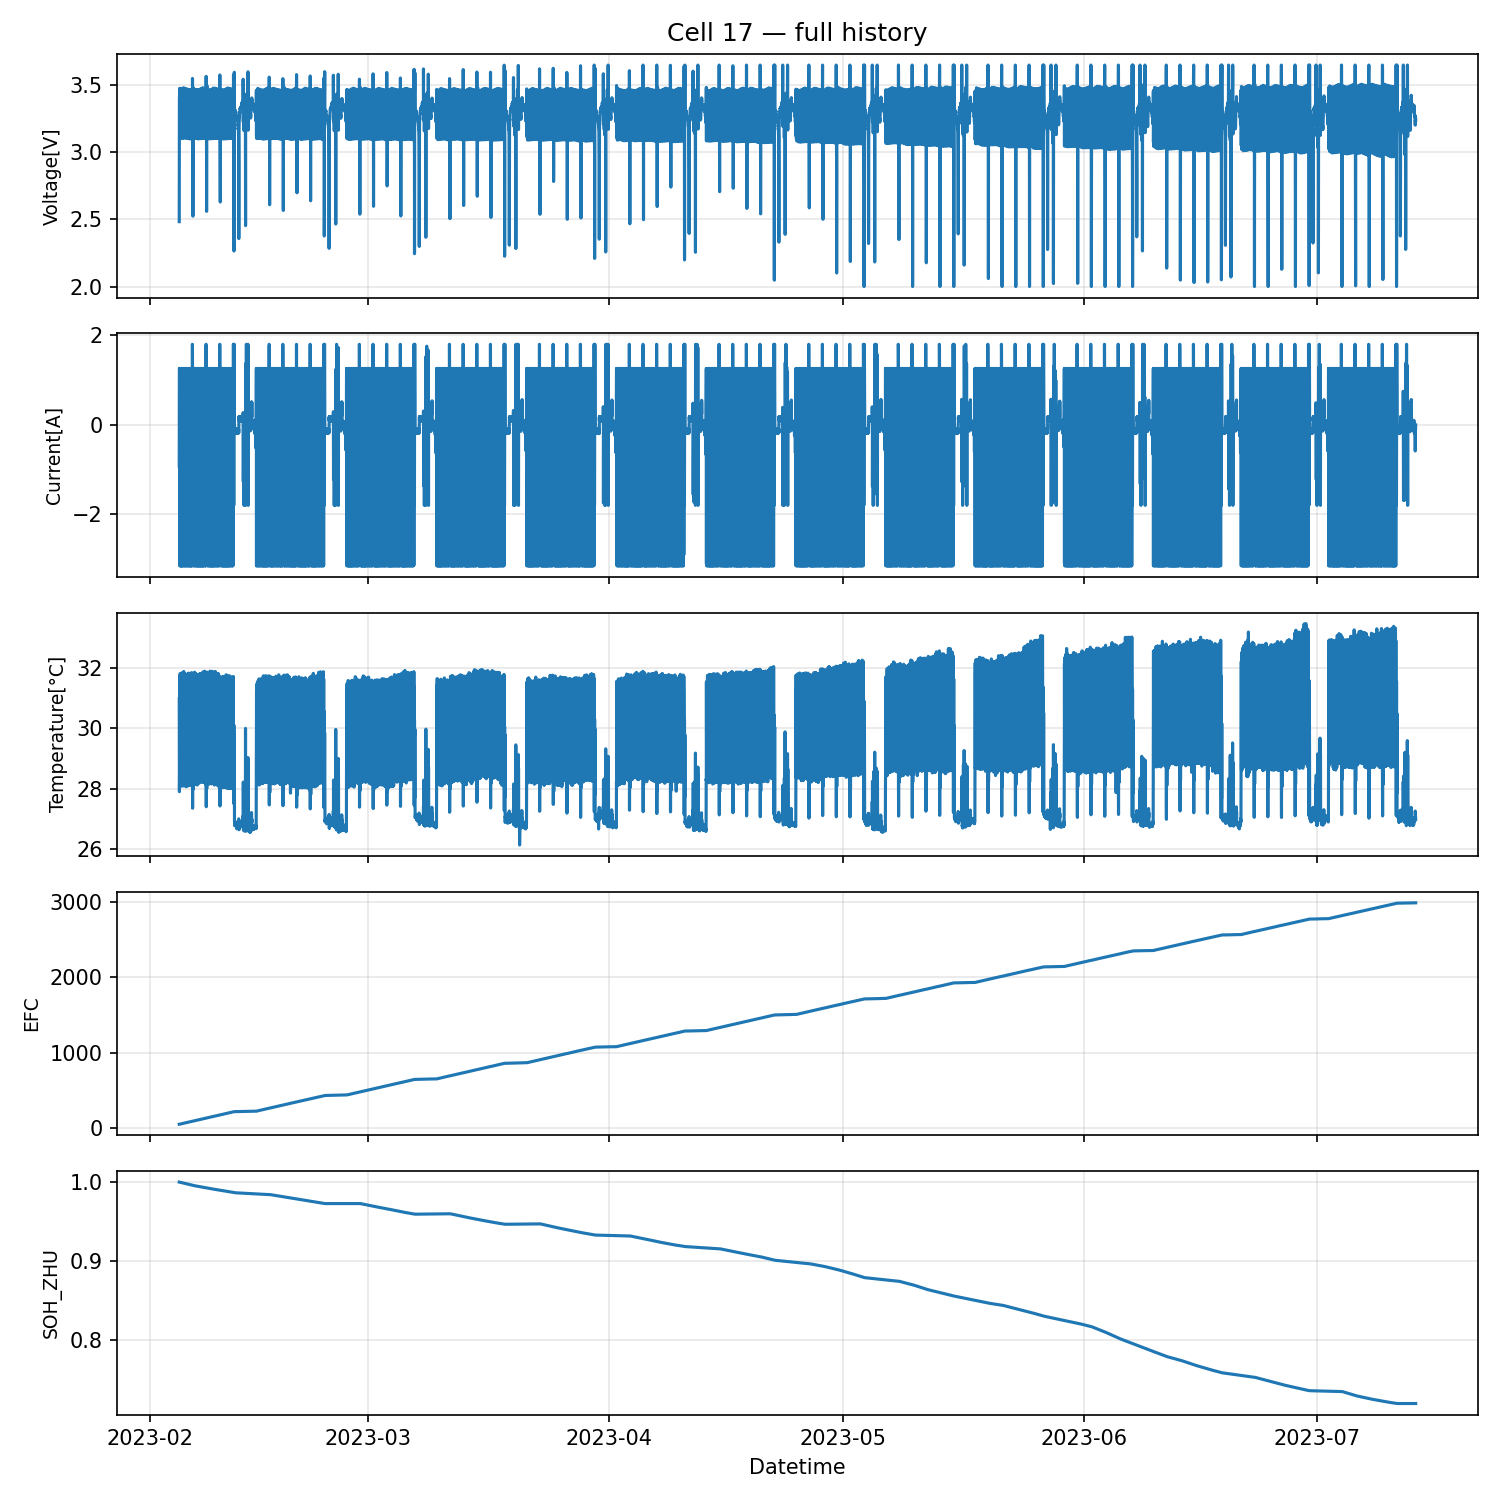 Cell 17 — full history
Voltage[V]
3.5
3.0
2.5
2.0
Current[A]
2
0
−2
Temperature[°C]
32
30
28
26
EFC
3000
2000
1000
0
SOH_ZHU
1.0
0.9
0.8
2023-02 2023-03 2023-04 2023-05 2023-06 2023-07
Datetime